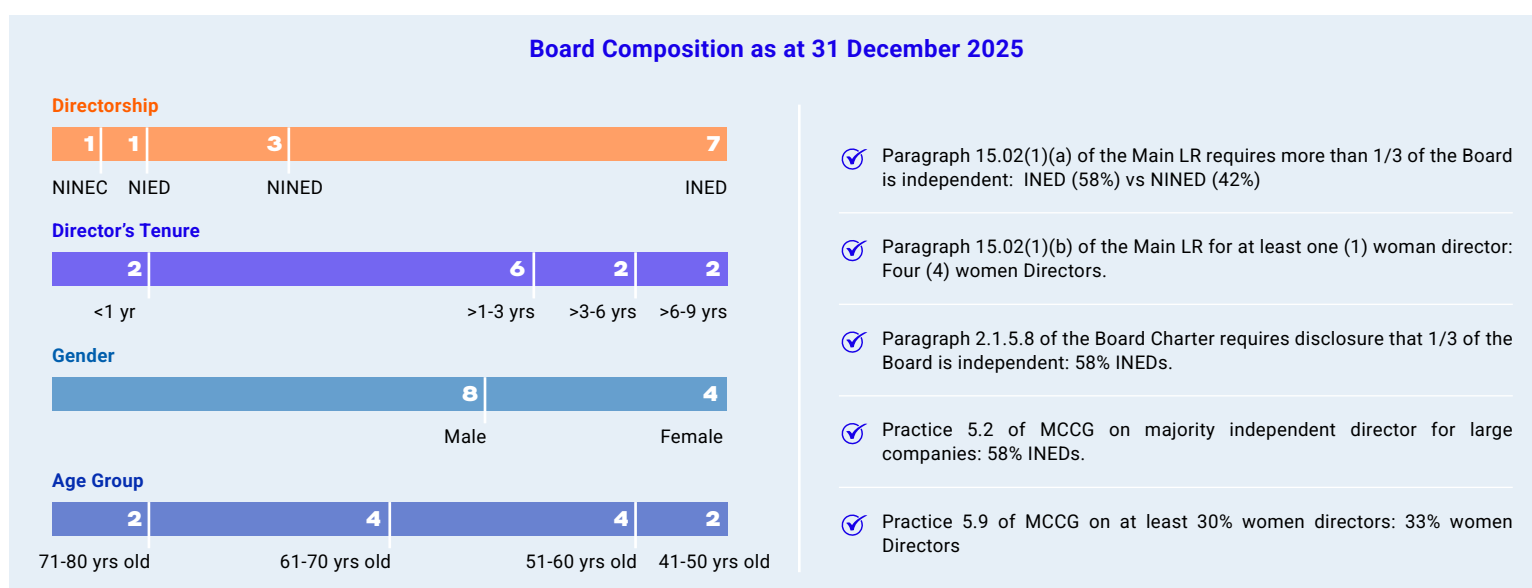 Board Composition as at 31 December 2025
Directorship
1 1 3 7
NINEC NIED NINED INED
Director’s Tenure
2 6 2 2
<1 yr >1-3 yrs >3-6 yrs >6-9 yrs
Gender
8 4
Male Female
Age Group
2 4 4 2
71-80 yrs old 61-70 yrs old 51-60 yrs old 41-50 yrs old
Paragraph 15.02(1)(a) of the Main LR requires more than 1/3 of the Board
is independent: INED (58%) vs NINED (42%)
Paragraph 15.02(1)(b) of the Main LR for at least one (1) woman director:
Four (4) women Directors.
Paragraph 2.1.5.8 of the Board Charter requires disclosure that 1/3 of the
Board is independent: 58% INEDs.
Practice 5.2 of MCCG on majority independent director for large
companies: 58% INEDs.
Practice 5.9 of MCCG on at least 30% women directors: 33% women
Directors